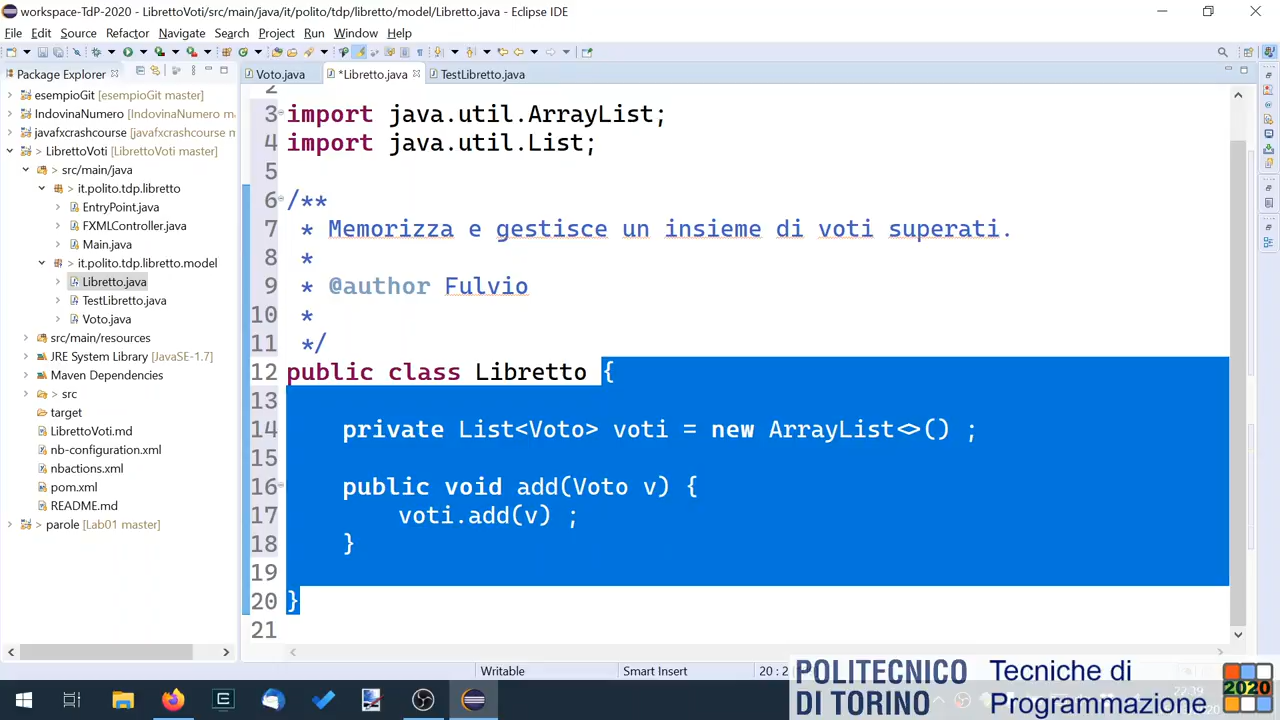 workspace-TdP-2020 - LibrettoVoti/src/main/java/it/polito/tdp/libretto/model/Libretto.java - Eclipse IDE
File Edit Source Refactor Navigate Search Project Run Window Help
Package Explorer
Voto.java
*Libretto.java
TestLibretto.java
esempioGit [esempioGit master]
IndovinaNumero [IndovinaNumero m
javafxcrashcourse [javafxcrashcourse m
> LibrettoVoti [LibrettoVoti master]
> src/main/java
> it.polito.tdp.libretto
EntryPoint.java
FXMLController.java
Main.java
> it.polito.tdp.libretto.model
Libretto.java
TestLibretto.java
Voto.java
src/main/resources
JRE System Library [JavaSE-1.7]
Maven Dependencies
> src
target
LibrettoVoti.md
nb-configuration.xml
nbactions.xml
pom.xml
README.md
> parole [Lab01 master]
2
3 import java.util.ArrayList;
4 import java.util.List;
5
6 /**
7 * Memorizza e gestisce un insieme di voti superati.
8 *
9 * @author Fulvio
10 *
11 */
12 public class Libretto {
13
14 private List<Voto> voti = new ArrayList<>() ;
15
16 public void add(Voto v) {
17 voti.add(v) ;
18 }
19
20 }
21
Writable
Smart Insert
20 : 2
POLITECNICO
DI TORINO
Tecniche di
Programmazione
2020